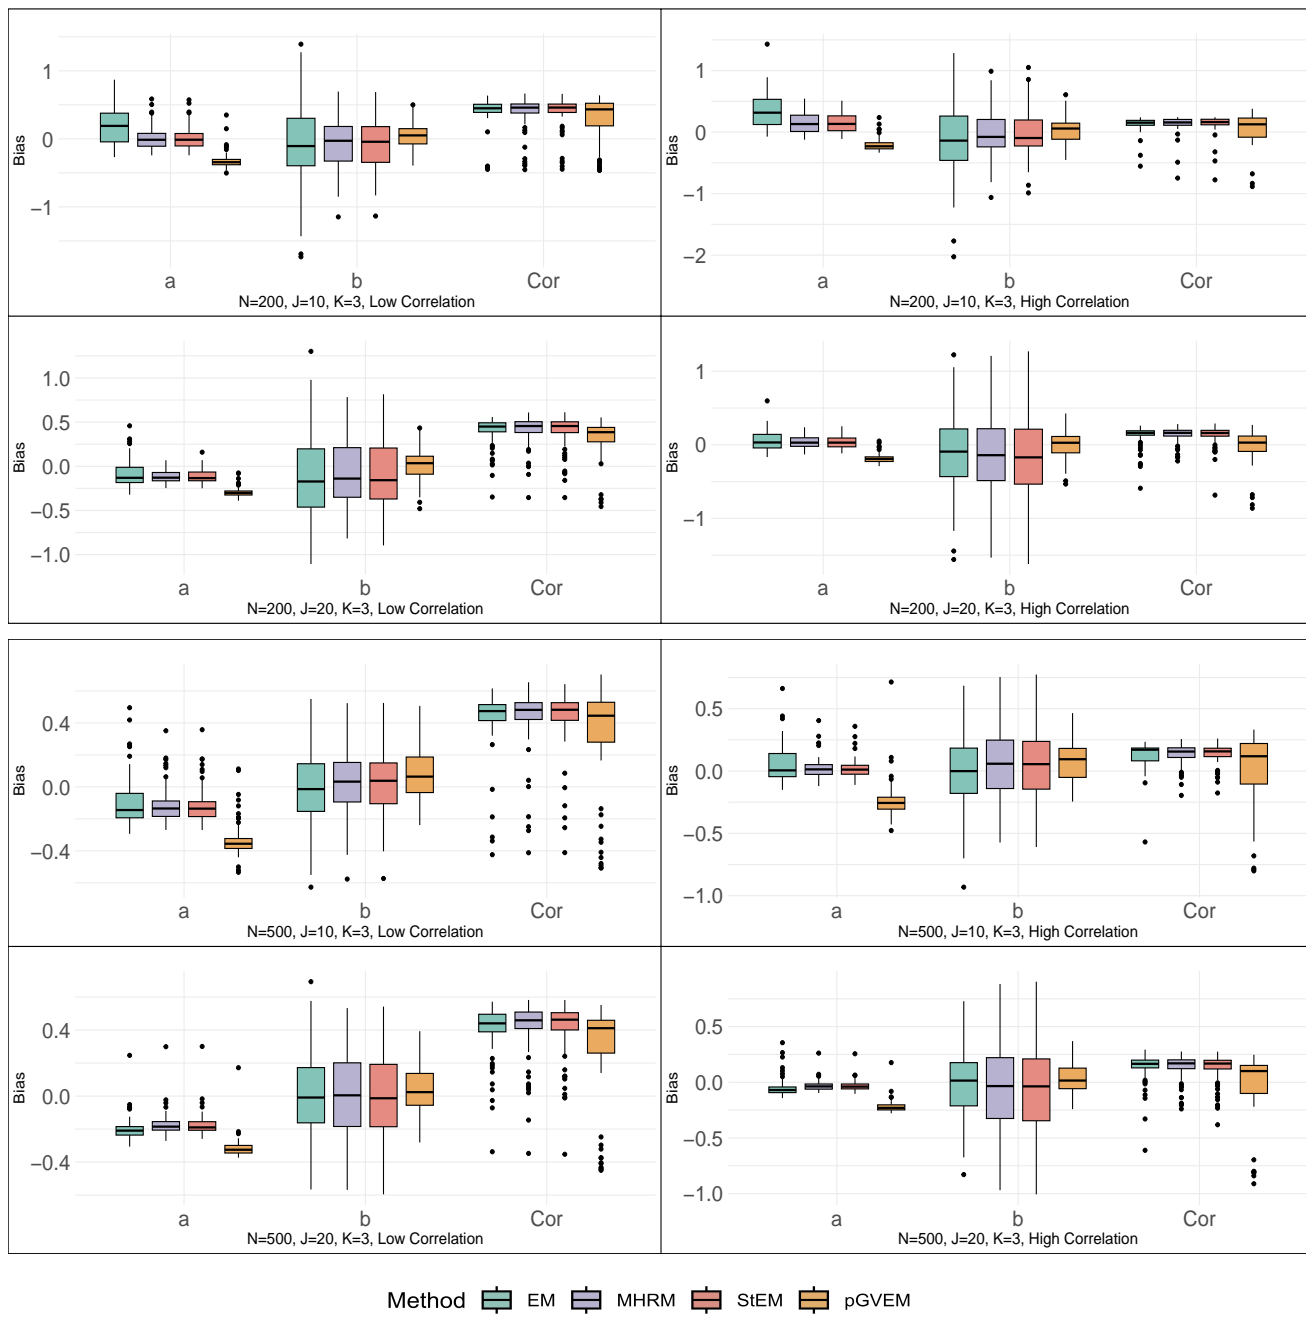 1
0
−1
Bias
a
b
Cor
N=200, J=10, K=3, Low Correlation
1
0
−1
−2
Bias
a
b
Cor
N=200, J=10, K=3, High Correlation
1.0
0.5
0.0
−0.5
−1.0
Bias
a
b
Cor
N=200, J=20, K=3, Low Correlation
1
0
−1
Bias
a
b
Cor
N=200, J=20, K=3, High Correlation
0.4
0.0
−0.4
Bias
a
b
Cor
N=500, J=10, K=3, Low Correlation
0.5
0.0
−0.5
−1.0
Bias
a
b
Cor
N=500, J=10, K=3, High Correlation
0.4
0.0
−0.4
Bias
a
b
Cor
N=500, J=20, K=3, Low Correlation
0.5
0.0
−0.5
−1.0
Bias
a
b
Cor
N=500, J=20, K=3, High Correlation
Method EM MHRM StEM pGVEM